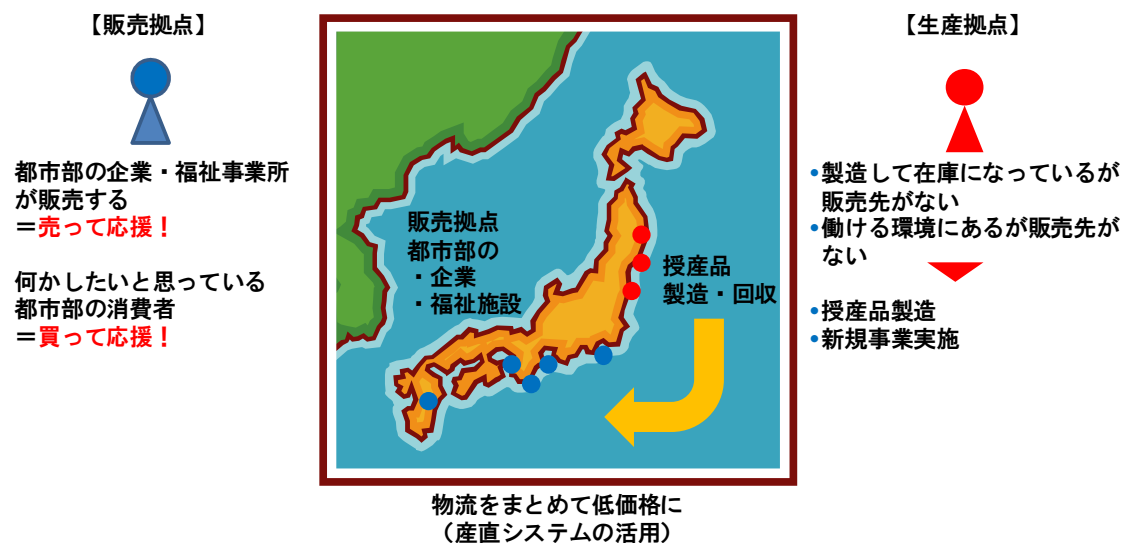 【販売拠点】
都市部の企業・福祉事業所
が販売する
＝売って応援！
何かしたいと思っている
都市部の消費者
＝買って応援！
販売拠点
都市部の
・企業
・福祉施設
授産品
製造・回収
物流をまとめて低価格に
（産直システムの活用）
【生産拠点】
•製造して在庫になっているが
販売先がない
•働ける環境にあるが販売先が
ない
•授産品製造
•新規事業実施